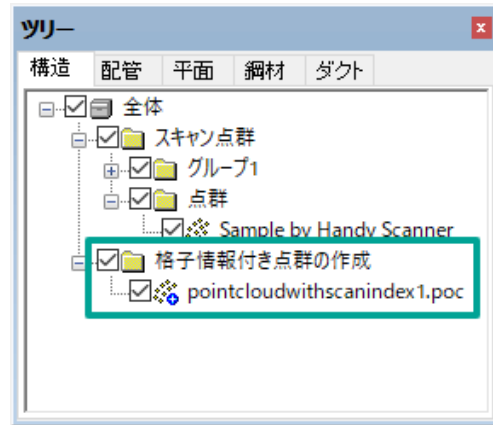 ツリー
構造 配管 平面 鋼材 ダクト
全体
スキャン点群
グループ1
点群
Sample by Handy Scanner
格子情報付き点群の作成
pointcloudwithscanindex1.poc